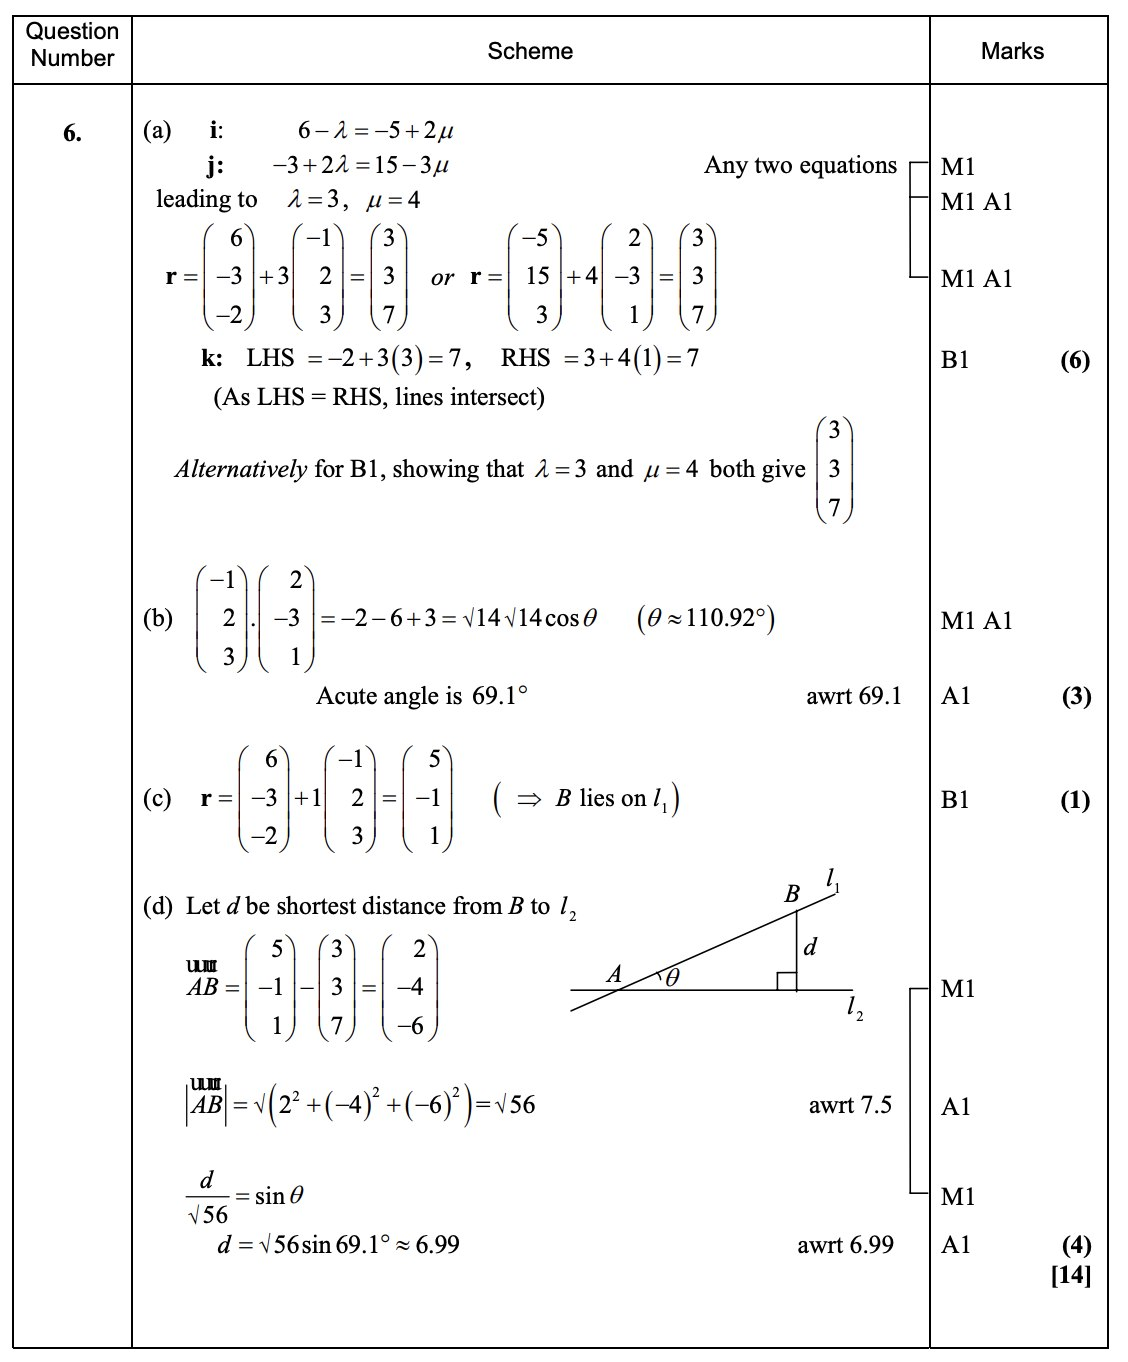 Question Number Scheme Marks
6. (a) i: 6 − λ = −5 + 2μ
j: −3 + 2λ = 15 − 3μ Any two equations M1
leading to λ = 3, μ = 4 M1 A1
r = (6, −3, −2) + 3(−1, 2, 3) = (3, 3, 7) or r = (−5, 15, 3) + 4(2, −3, 1) = (3, 3, 7) M1 A1
k: LHS = −2 + 3(3) = 7, RHS = 3 + 4(1) = 7 B1 (6)
(As LHS = RHS, lines intersect)
Alternatively for B1, showing that λ = 3 and μ = 4 both give (3, 3, 7)
(b) (−1, 2, 3) . (2, −3, 1) = −2 − 6 + 3 = √14 √14 cos θ (θ ≈ 110.92°) M1 A1
Acute angle is 69.1° awrt 69.1 A1 (3)
(c) r = (6, −3, −2) + 1(−1, 2, 3) = (5, −1, 1) ( ⇒ B lies on l₁) B1 (1)
(d) Let d be shortest distance from B to l₂
AB = (5, −1, 1) − (3, 3, 7) = (2, −4, −6) M1
B l₁
d
A θ
l₂
|AB| = √(2² + (−4)² + (−6)²) = √56 awrt 7.5 A1
d/√56 = sin θ M1
d = √56 sin 69.1° ≈ 6.99 awrt 6.99 A1 (4)
[14]